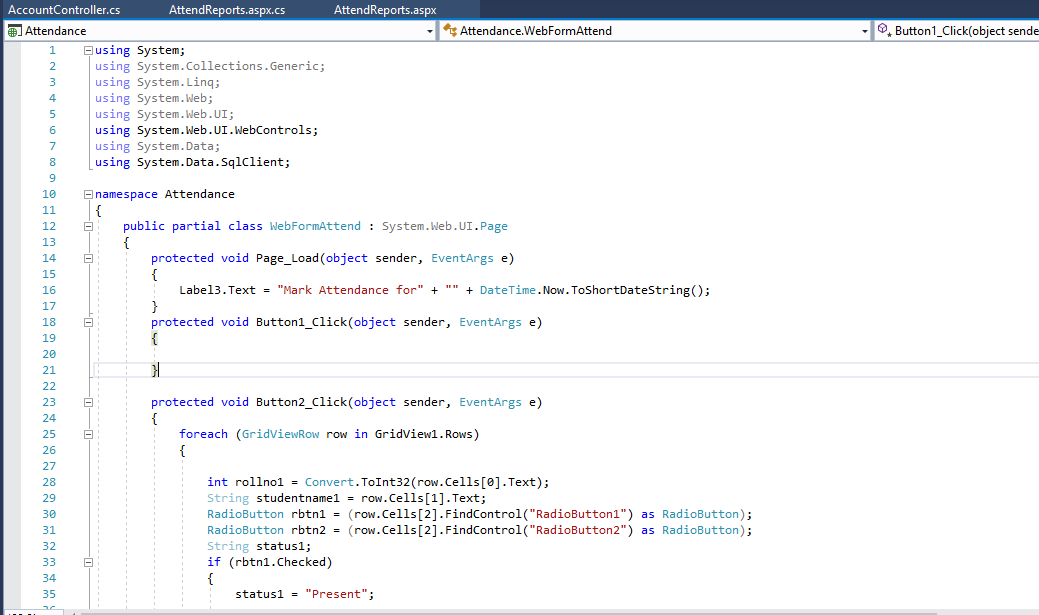 AccountController.cs AttendReports.aspx.cs AttendReports.aspx
Attendance Attendance.WebFormAttend Button1_Click(object sende
1 using System;
2 using System.Collections.Generic;
3 using System.Linq;
4 using System.Web;
5 using System.Web.UI;
6 using System.Web.UI.WebControls;
7 using System.Data;
8 using System.Data.SqlClient;
9
10 namespace Attendance
11 {
12 public partial class WebFormAttend : System.Web.UI.Page
13 {
14 protected void Page_Load(object sender, EventArgs e)
15 {
16 Label3.Text = "Mark Attendance for" + "" + DateTime.Now.ToShortDateString();
17 }
18 protected void Button1_Click(object sender, EventArgs e)
19 {
20
21 }
22
23 protected void Button2_Click(object sender, EventArgs e)
24 {
25 foreach (GridViewRow row in GridView1.Rows)
26 {
27
28 int rollno1 = Convert.ToInt32(row.Cells[0].Text);
29 String studentname1 = row.Cells[1].Text;
30 RadioButton rbtn1 = (row.Cells[2].FindControl("RadioButton1") as RadioButton);
31 RadioButton rbtn2 = (row.Cells[2].FindControl("RadioButton2") as RadioButton);
32 String status1;
33 if (rbtn1.Checked)
34 {
35 status1 = "Present";